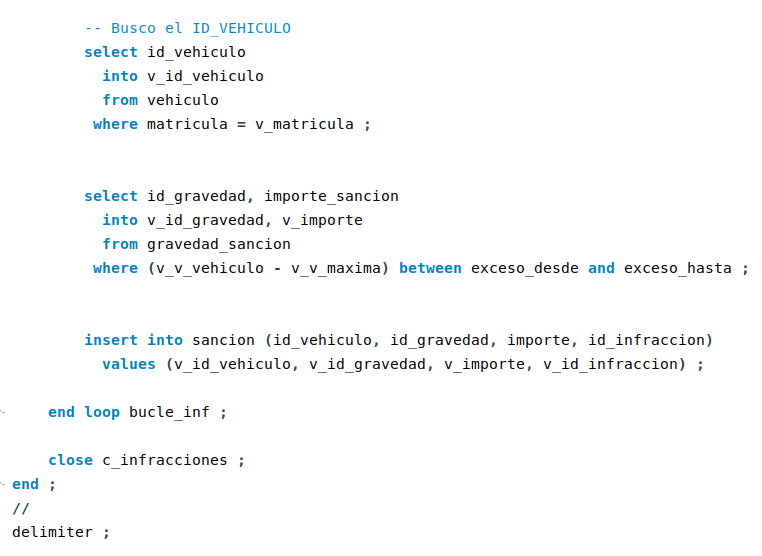 -- Busco el ID_VEHICULO
select id_vehiculo
into v_id_vehiculo
from vehiculo
where matricula = v_matricula ;
select id_gravedad, importe_sancion
into v_id_gravedad, v_importe
from gravedad_sancion
where (v_v_vehiculo - v_v_maxima) between exceso_desde and exceso_hasta ;
insert into sancion (id_vehiculo, id_gravedad, importe, id_infraccion)
values (v_id_vehiculo, v_id_gravedad, v_importe, v_id_infraccion) ;
end loop bucle_inf ;
close c_infracciones ;
end ;
//
delimiter ;